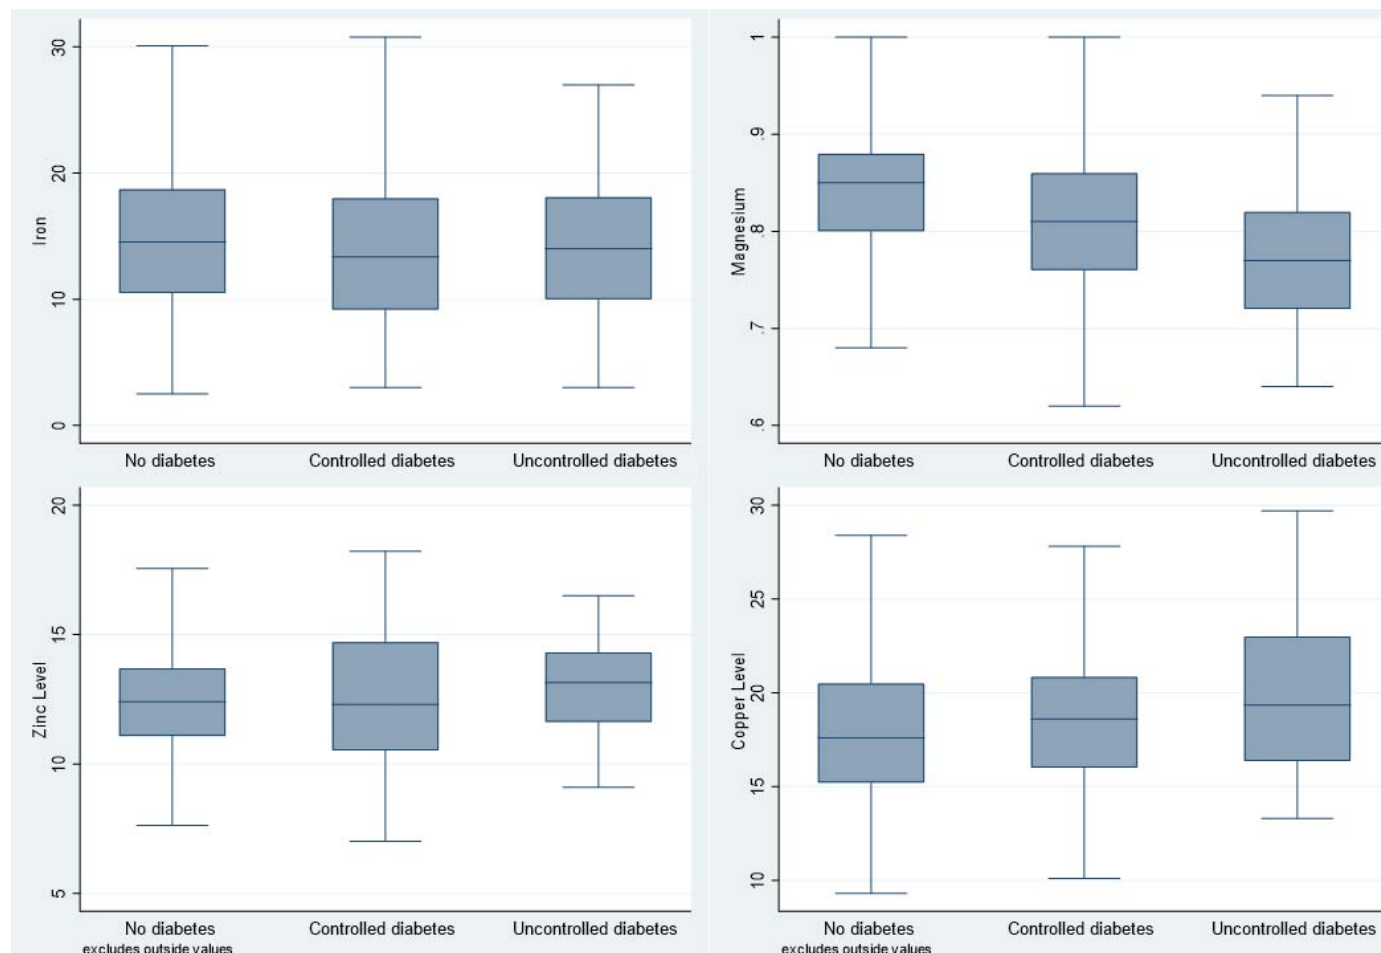 Iron
30
20
10
0
No diabetes
Controlled diabetes
Uncontrolled diabetes
Magnesium
1
.9
.8
.7
.6
No diabetes
Controlled diabetes
Uncontrolled diabetes
Zinc Level
20
15
10
5
No diabetes
Controlled diabetes
Uncontrolled diabetes
excludes outside values
Copper Level
30
25
20
15
10
No diabetes
Controlled diabetes
Uncontrolled diabetes
excludes outside values